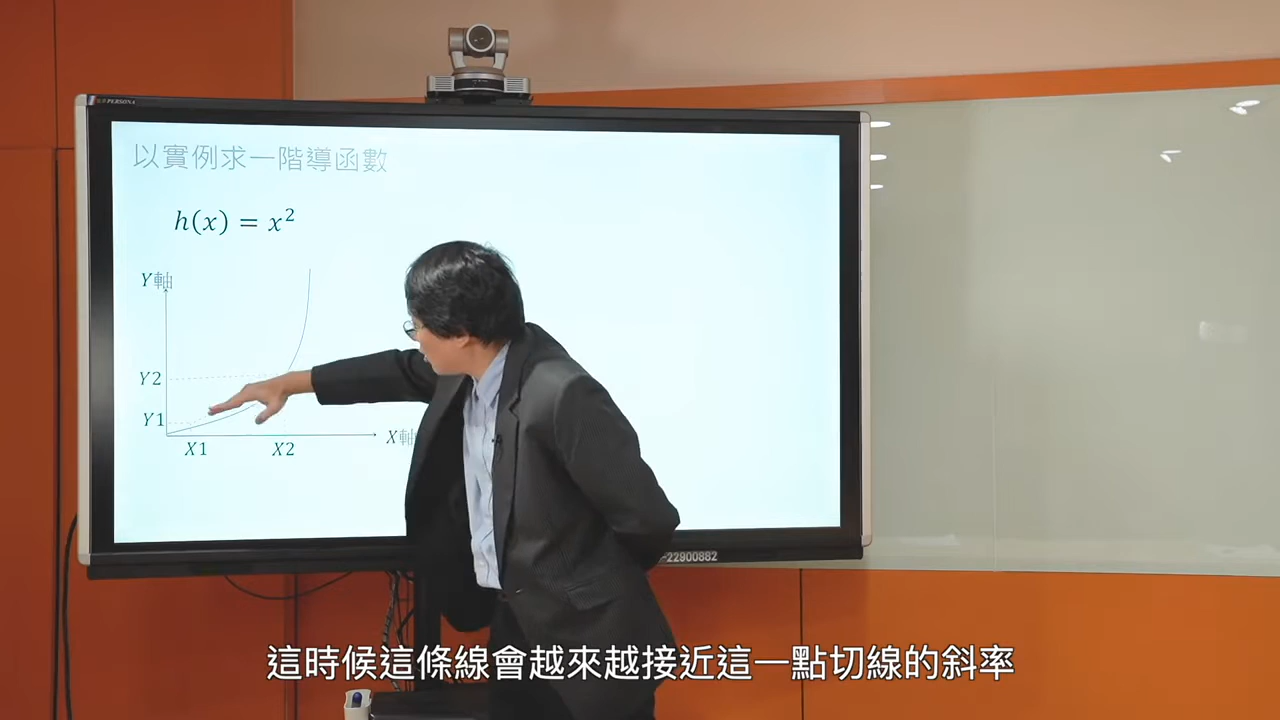 PERSONA
以實例求一階導函數
h(x) = x²
Y軸
Y2
Y1
X1
X2
X軸
-22900882
這時候這條線會越來越接近這一點切線的斜率